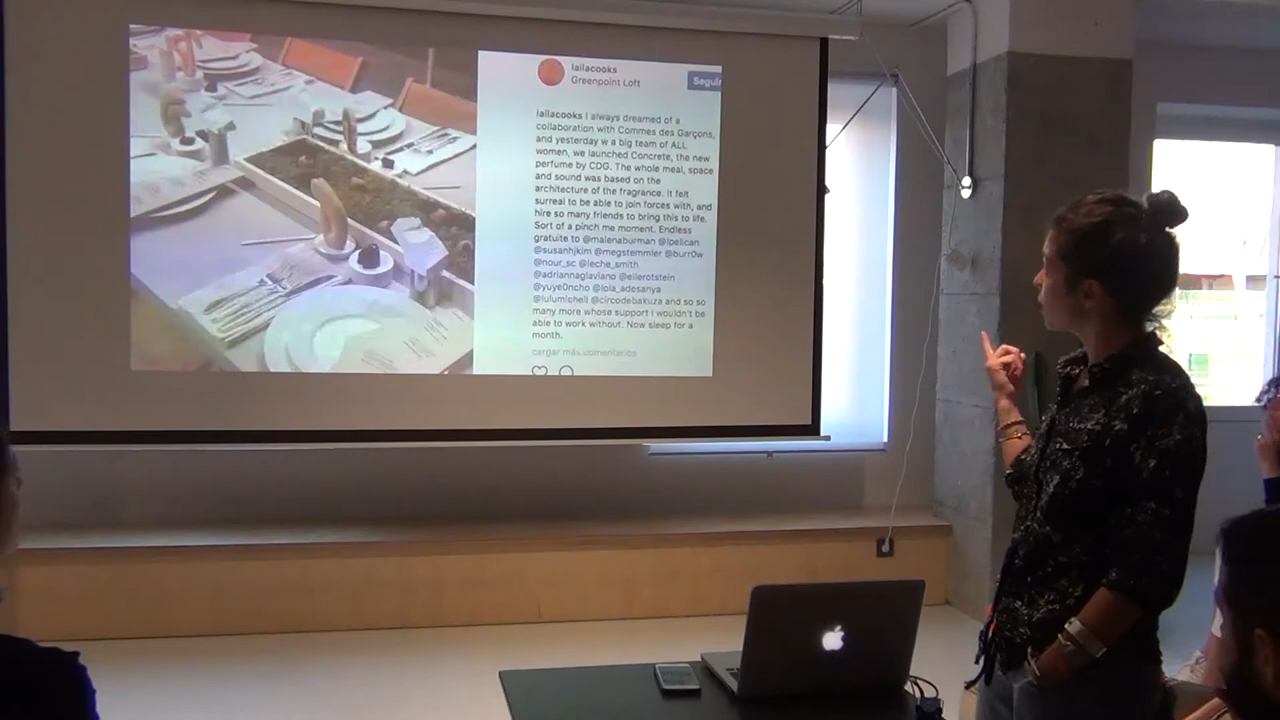 lailacooks
Greenpoint Loft
Seguir
lailacooks I always dreamed of a
collaboration with Commes des Garçons,
and yesterday w a big team of ALL
women, we launched Concrete, the new
perfume by CDG. The whole meal, space
and sound was based on the
architecture of the fragrance. It felt
surreal to be able to join forces with, and
hire so many friends to bring this to life.
Sort of a pinch me moment. Endless
gratuite to @malenaburman @lpelican
@susanhjkim @megstemmler @burr0w
@nour_sc @leche_smith
@adriannaglaviano @ellerotstein
@yuye0ncho @lola_adesanya
@lulumichell @circodebakuza and so so
many more whose support I wouldn't be
able to work without. Now sleep for a
month.
cargar más comentarios